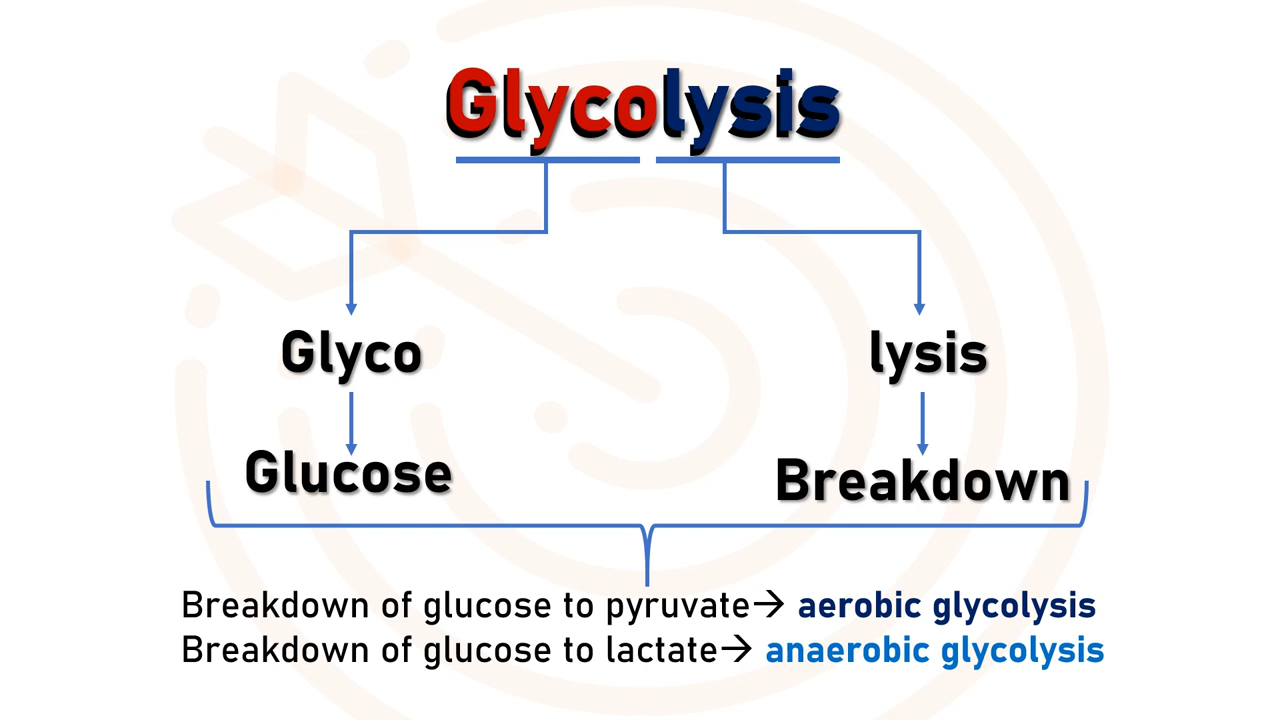 Glycolysis
Glyco
lysis
Glucose
Breakdown
Breakdown of glucose to pyruvate→ aerobic glycolysis
Breakdown of glucose to lactate→ anaerobic glycolysis